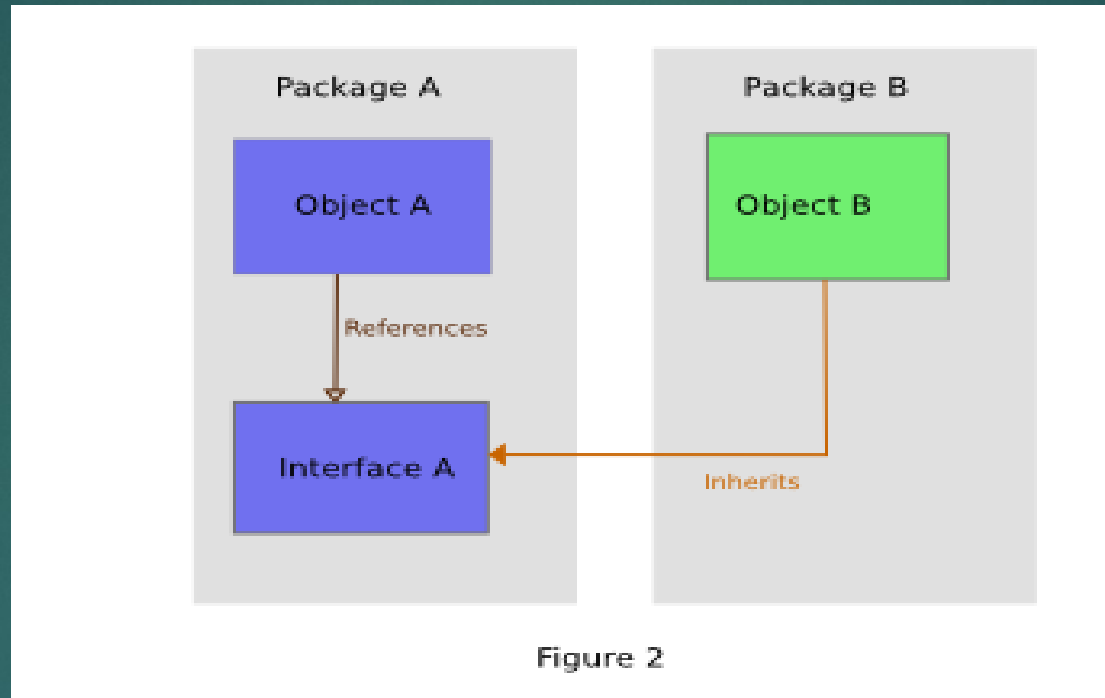 Package A
Package B
Object A
Object B
References
Interface A
Inherits
Figure 2